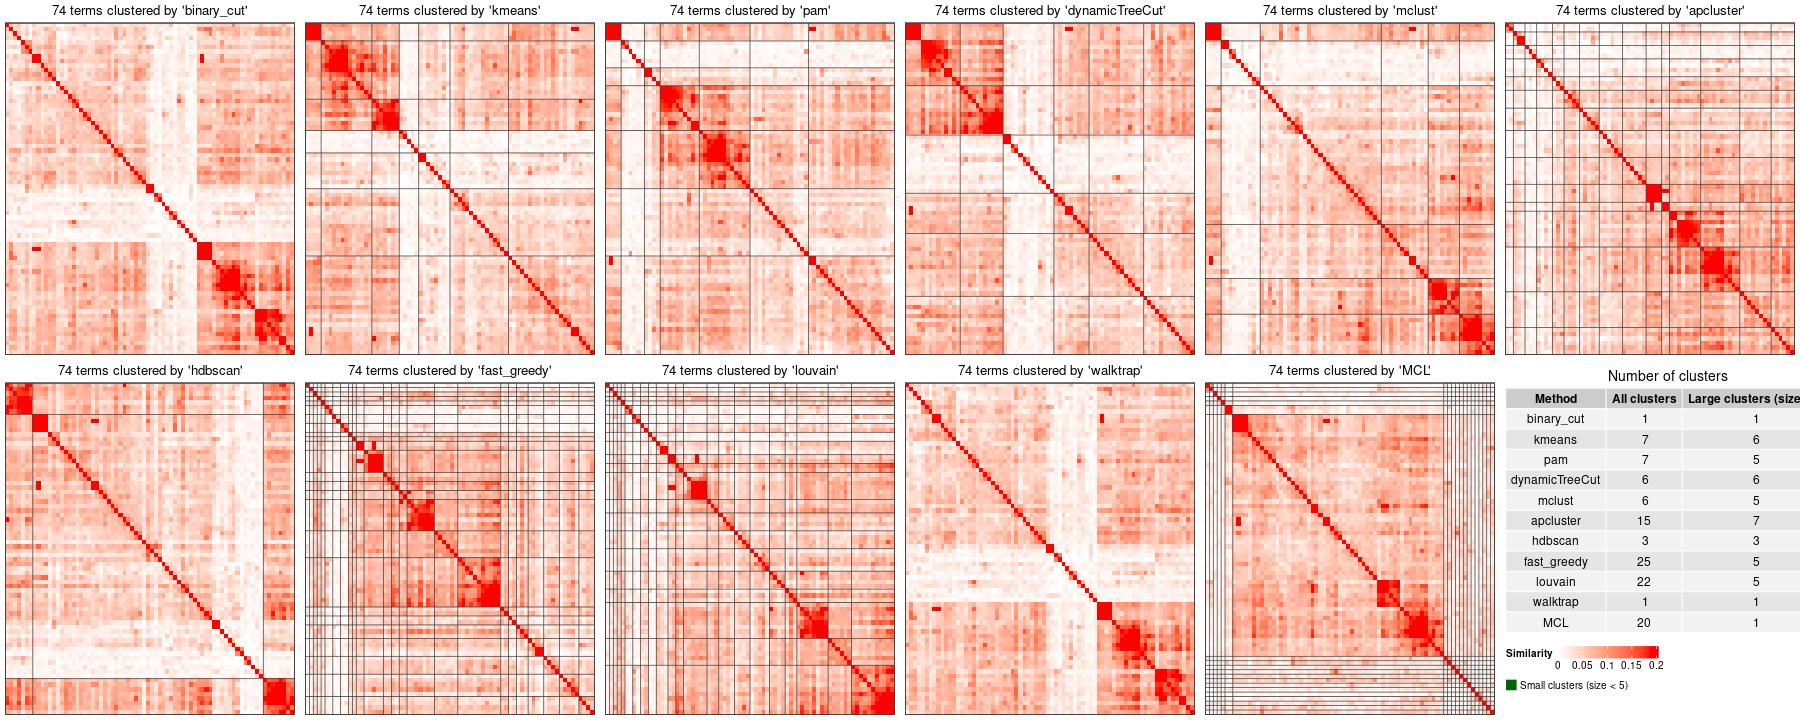 74 terms clustered by 'binary_cut'
74 terms clustered by 'kmeans'
74 terms clustered by 'pam'
74 terms clustered by 'dynamicTreeCut'
74 terms clustered by 'mclust'
74 terms clustered by 'apcluster'
74 terms clustered by 'hdbscan'
74 terms clustered by 'fast_greedy'
74 terms clustered by 'louvain'
74 terms clustered by 'walktrap'
74 terms clustered by 'MCL'
Number of clusters
Method All clusters Large clusters (size
binary_cut 1 1
kmeans 7 6
pam 7 5
dynamicTreeCut 6 6
mclust 6 5
apcluster 15 7
hdbscan 3 3
fast_greedy 25 5
louvain 22 5
walktrap 1 1
MCL 20 1
Similarity
0 0.05 0.1 0.15 0.2
Small clusters (size < 5)